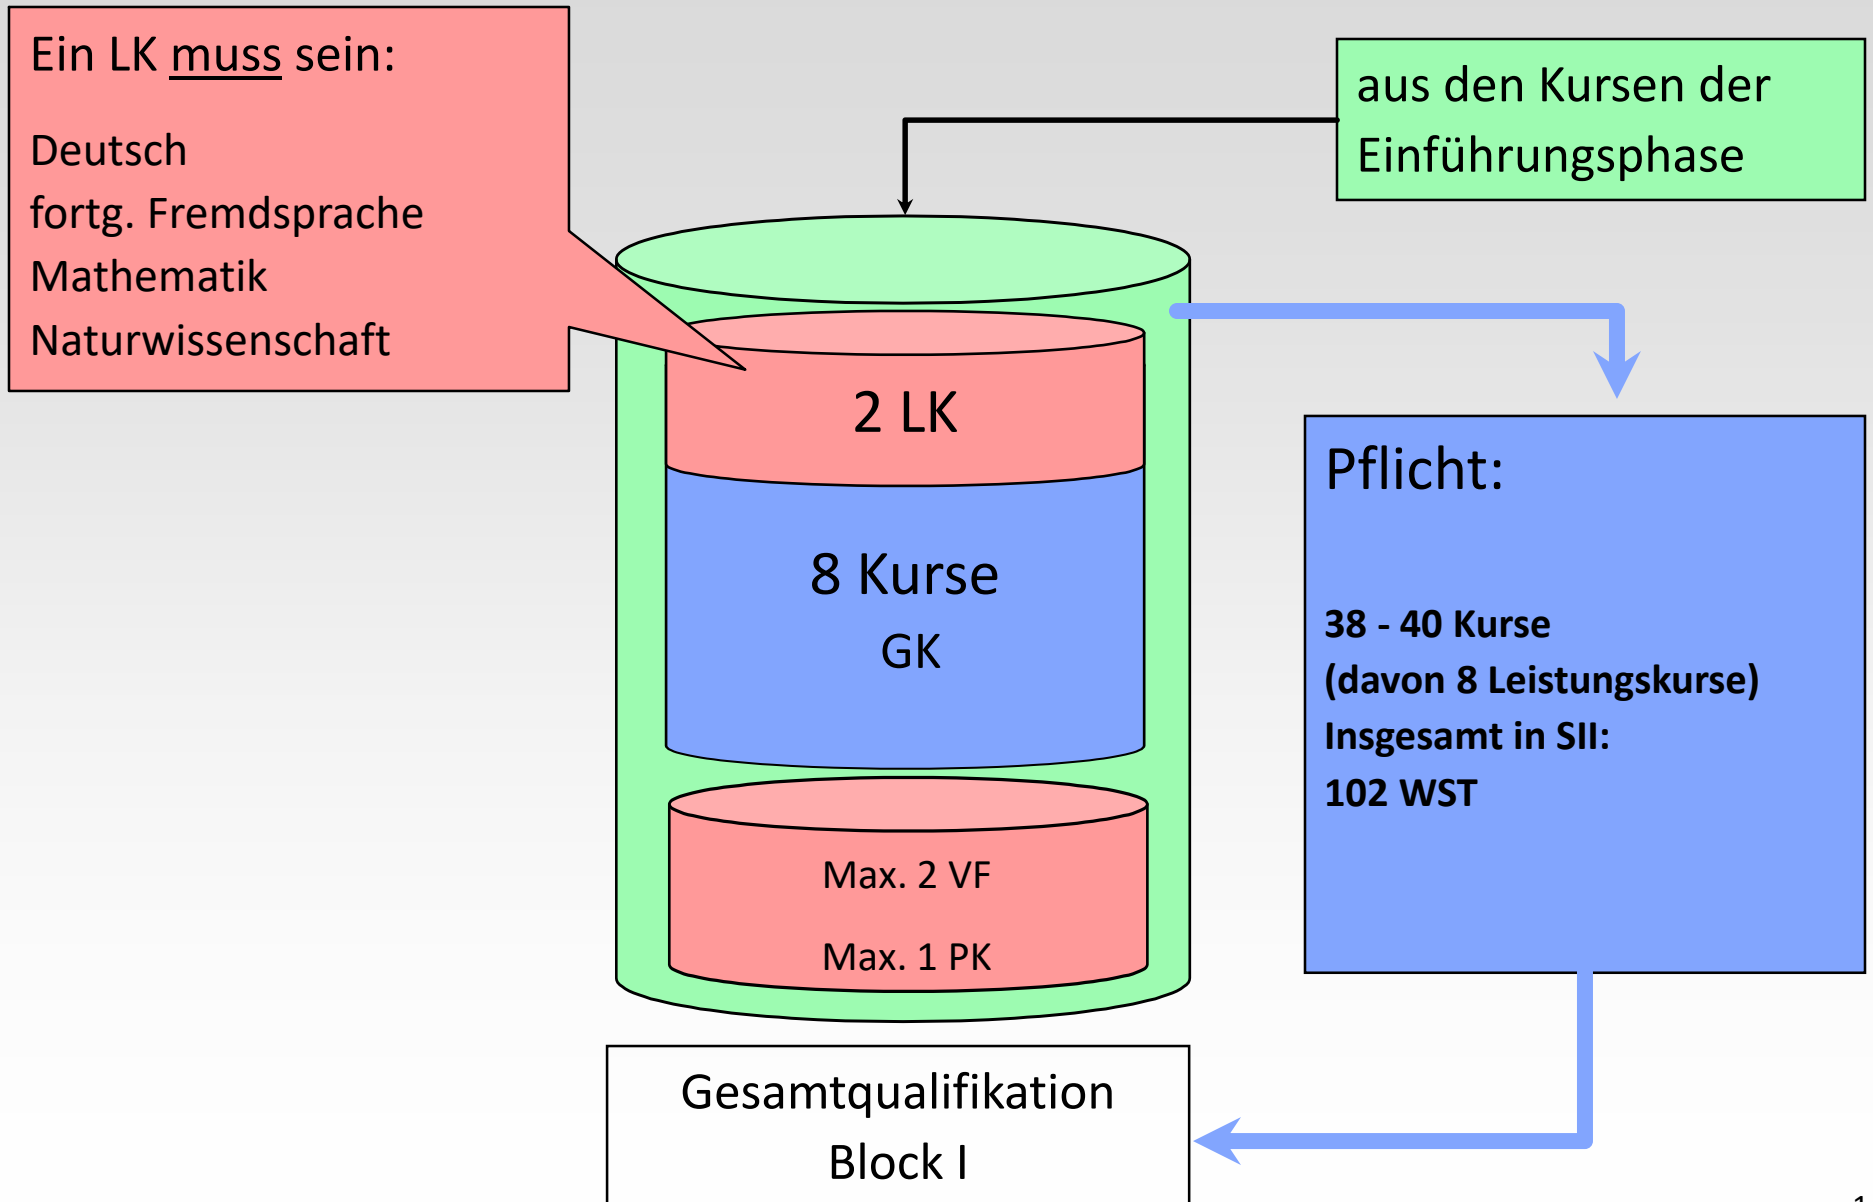 Ein LK muss sein:
Deutsch
fortg. Fremdsprache
Mathematik
Naturwissenschaft
aus den Kursen der
Einführungsphase
2 LK
8 Kurse
GK
Max. 2 VF
Max. 1 PK
Pflicht:
38 - 40 Kurse
(davon 8 Leistungskurse)
Insgesamt in SII:
102 WST
Gesamtqualifikation
Block I